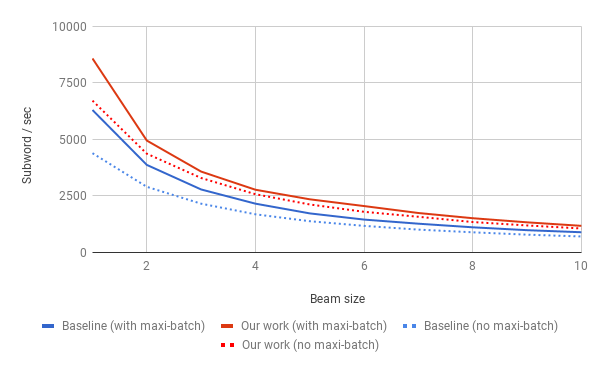 10000
7500
5000
2500
0
Subword / sec
2 4 6 8 10
Beam size
Baseline (with maxi-batch) Our work (with maxi-batch) Baseline (no maxi-batch)
Our work (no maxi-batch)